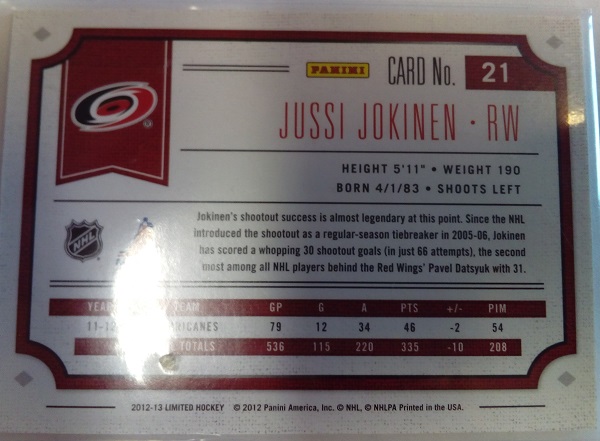 PANINI CARD No. 21
JUSSI JOKINEN • RW
HEIGHT 5'11" • WEIGHT 190
BORN 4/1/83 • SHOOTS LEFT
Jokinen's shootout success is almost legendary at this point. Since the NHL
introduced the shootout as a regular-season tiebreaker in 2005-06, Jokinen
has scored a whopping 30 shootout goals (in just 66 attempts), the second
most among all NHL players behind the Red Wings' Pavel Datsyuk with 31.
NHL
TEAM GP G A PTS +/- PIM
79 12 34 46 -2 54
TOTALS 536 115 220 335 -10 208
2012-13 LIMITED HOCKEY © 2012 Panini America, Inc. © NHL, © NHLPA Printed in the USA.